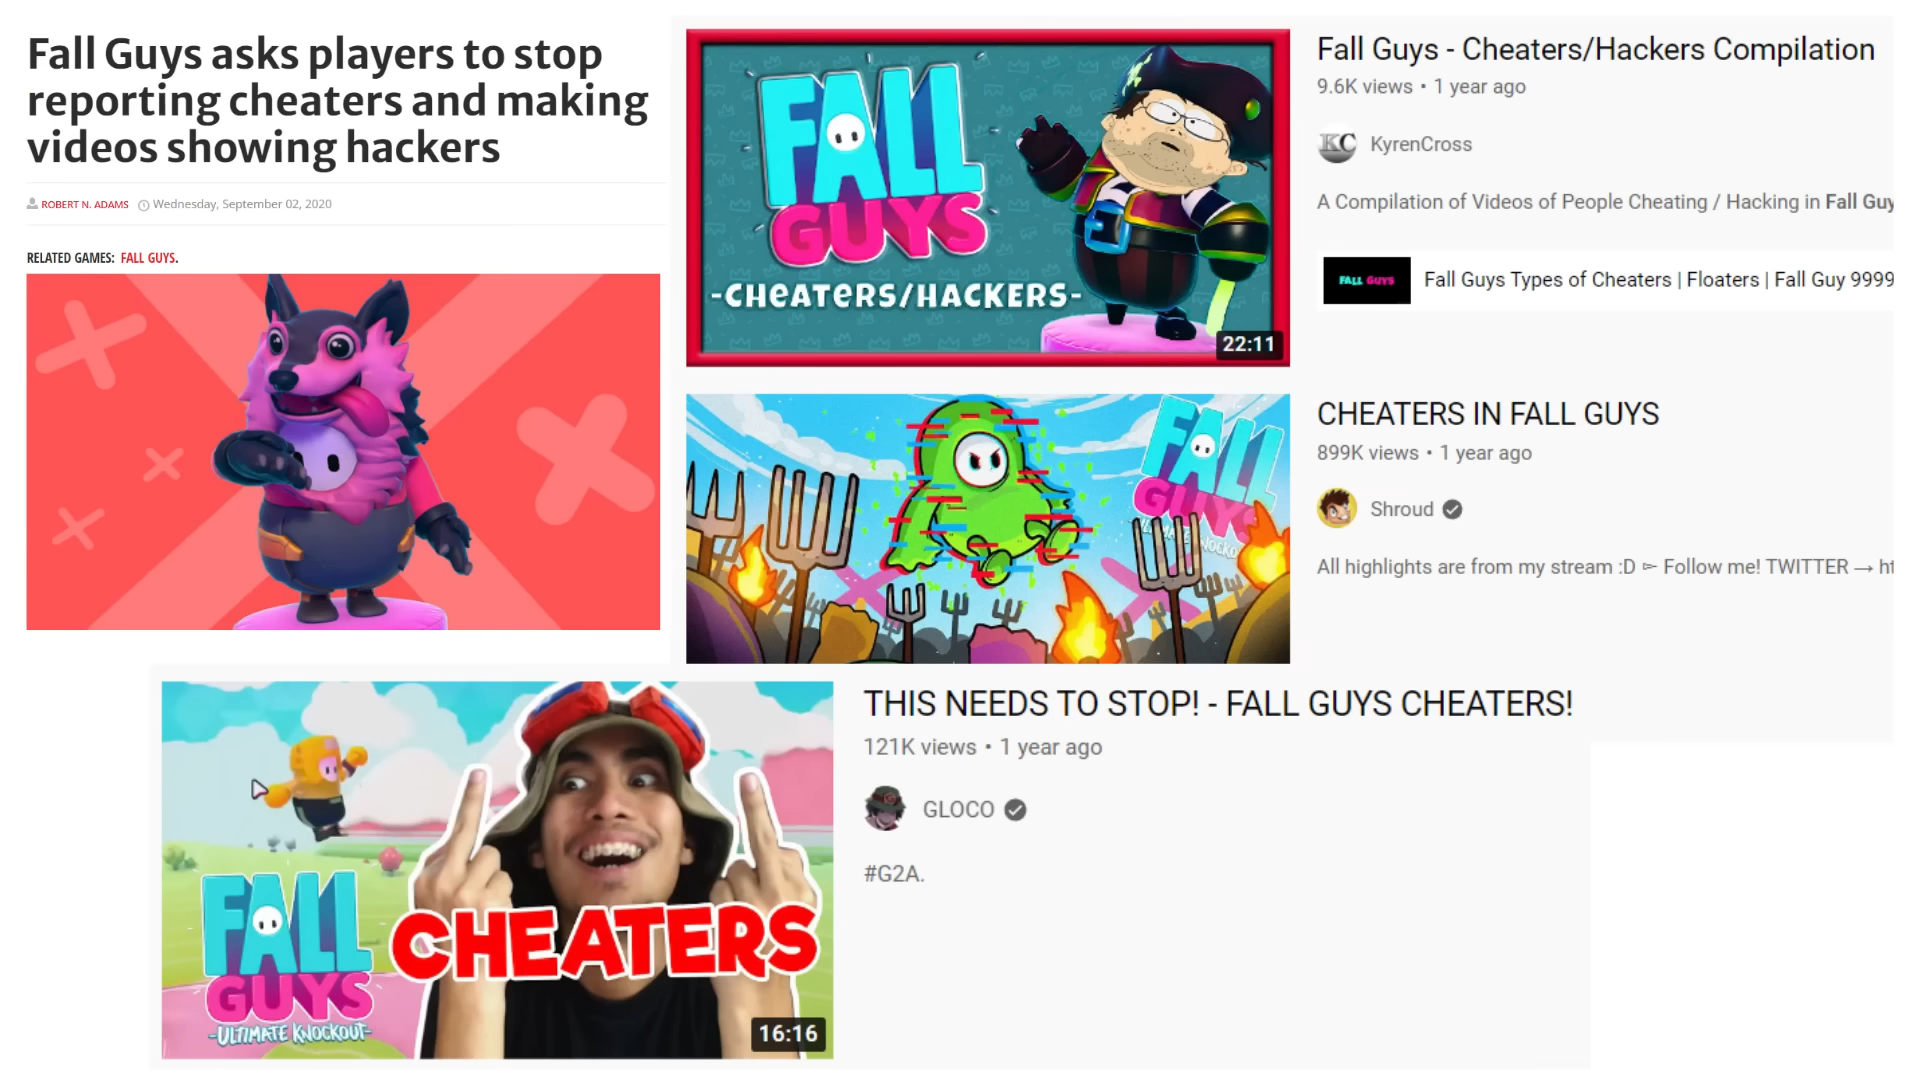 Fall Guys asks players to stop
reporting cheaters and making
videos showing hackers
ROBERT N. ADAMS Wednesday, September 02, 2020
RELATED GAMES: FALL GUYS.
FALL
GUYS
-CHEATERS/HACKERS-
22:11
Fall Guys - Cheaters/Hackers Compilation
9.6K views • 1 year ago
KC KyrenCross
A Compilation of Videos of People Cheating / Hacking in Fall Guy
FALL GUYS Fall Guys Types of Cheaters | Floaters | Fall Guy 9999
FALL
GUYS
CHEATERS IN FALL GUYS
899K views • 1 year ago
Shroud
All highlights are from my stream :D ► Follow me! TWITTER → ht
FALL
GUYS
-ULTIMATE KNOCKOUT-
CHEATERS
16:16
THIS NEEDS TO STOP! - FALL GUYS CHEATERS!
121K views • 1 year ago
GLOCO
#G2A.